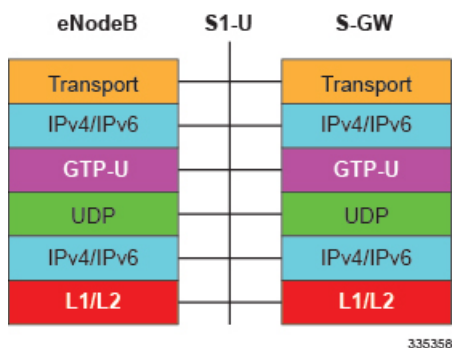 eNodeB S1-U S-GW
Transport Transport
IPv4/IPv6 IPv4/IPv6
GTP-U GTP-U
UDP UDP
IPv4/IPv6 IPv4/IPv6
L1/L2 L1/L2
335358